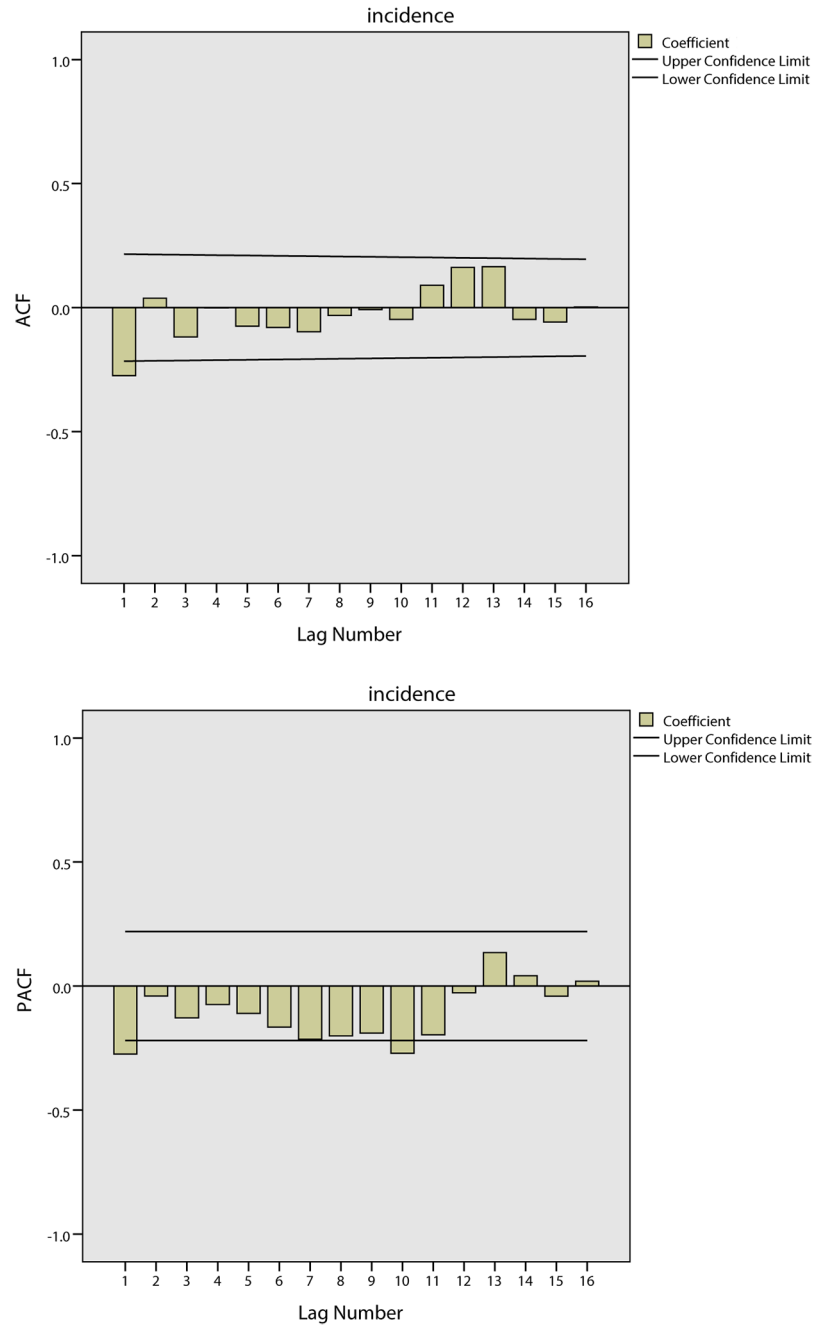 incidence
Coefficient
Upper Confidence Limit
Lower Confidence Limit
1.0
0.5
0.0
-0.5
-1.0
ACF
1 2 3 4 5 6 7 8 9 10 11 12 13 14 15 16
Lag Number
incidence
Coefficient
Upper Confidence Limit
Lower Confidence Limit
1.0
0.5
0.0
-0.5
-1.0
PACF
1 2 3 4 5 6 7 8 9 10 11 12 13 14 15 16
Lag Number